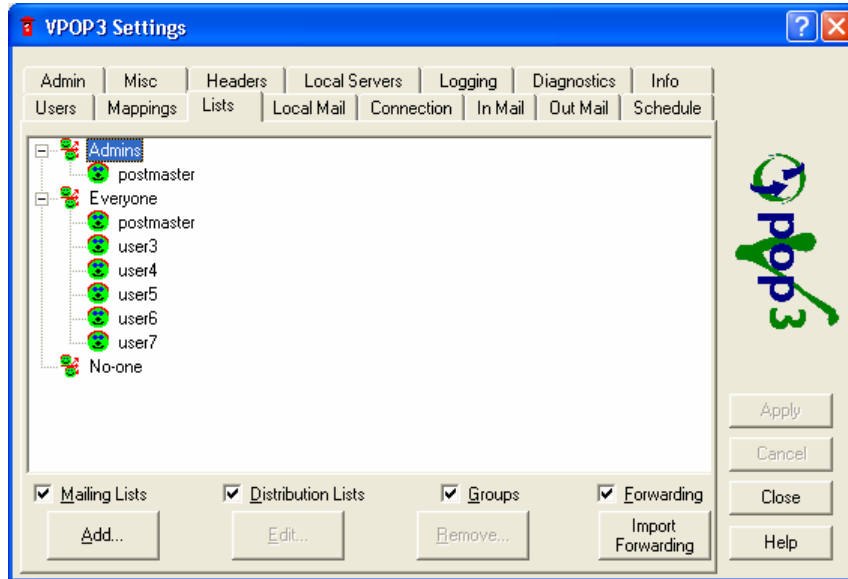 VPOP3 Settings
Admin Misc Headers Local Servers Logging Diagnostics Info
Users Mappings Lists Local Mail Connection In Mail Out Mail Schedule
Admins
postmaster
Everyone
postmaster
user3
user4
user5
user6
user7
No-one
pop3
Mailing Lists Distribution Lists Groups Forwarding
Add... Edit... Remove... Import Forwarding
Apply
Cancel
Close
Help